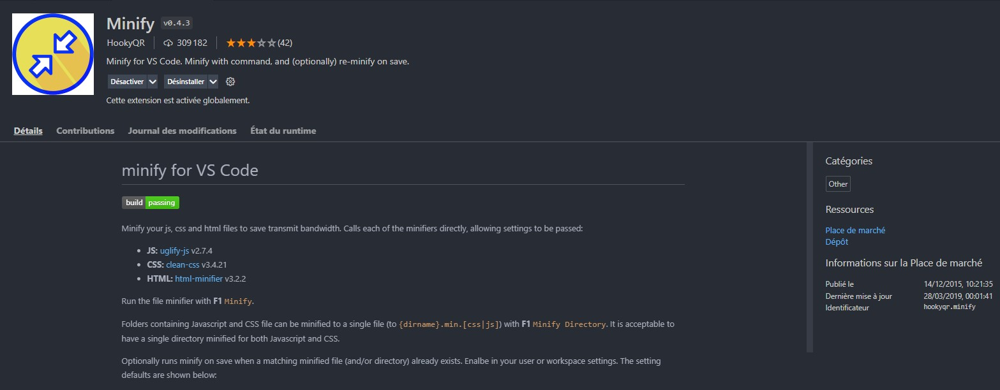 Minify v0.4.3
HookyQR 309 182 (42)
Minify for VS Code. Minify with command, and (optionally) re-minify on save.
Désactiver Désinstaller
Cette extension est activée globalement.
Détails Contributions Journal des modifications État du runtime
minify for VS Code
build passing
Minify your js, css and html files to save transmit bandwidth. Calls each of the minifiers directly, allowing settings to be passed:
• JS: uglify-js v2.7.4
• CSS: clean-css v3.4.21
• HTML: html-minifier v3.2.2
Run the file minifier with F1 Minify.
Folders containing Javascript and CSS file can be minified to a single file (to {dirname}.min.[css|js]) with F1 Minify Directory. It is acceptable to
have a single directory minified for both Javascript and CSS.
Optionally runs minify on save when a matching minified file (and/or directory) already exists. Enalbe in your user or workspace settings. The setting
defaults are shown below:
Catégories
Other
Ressources
Place de marché
Dépôt
Informations sur la Place de marché
Publié le 14/12/2015, 10:21:35
Dernière mise à jour 28/03/2019, 00:01:41
Identificateur hookyqr.minify